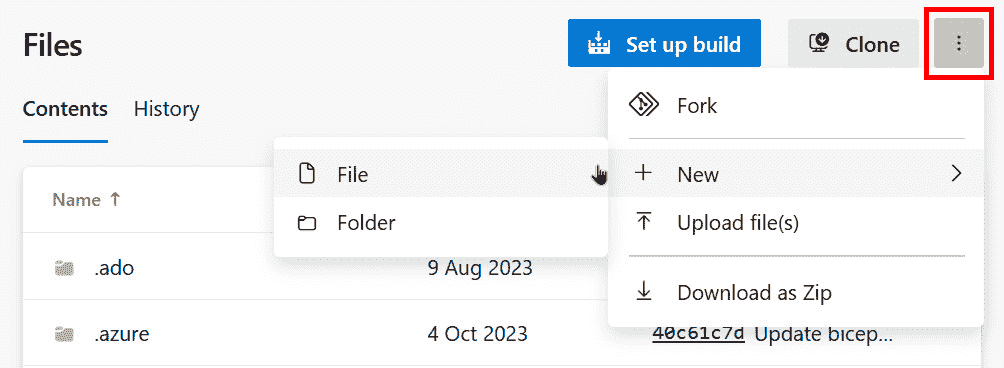 Files
Set up build
Clone
Contents
History
Fork
New
File
Folder
Upload file(s)
Download as Zip
Name ↑
.ado
9 Aug 2023
.azure
4 Oct 2023
40c61c7d Update bicep...